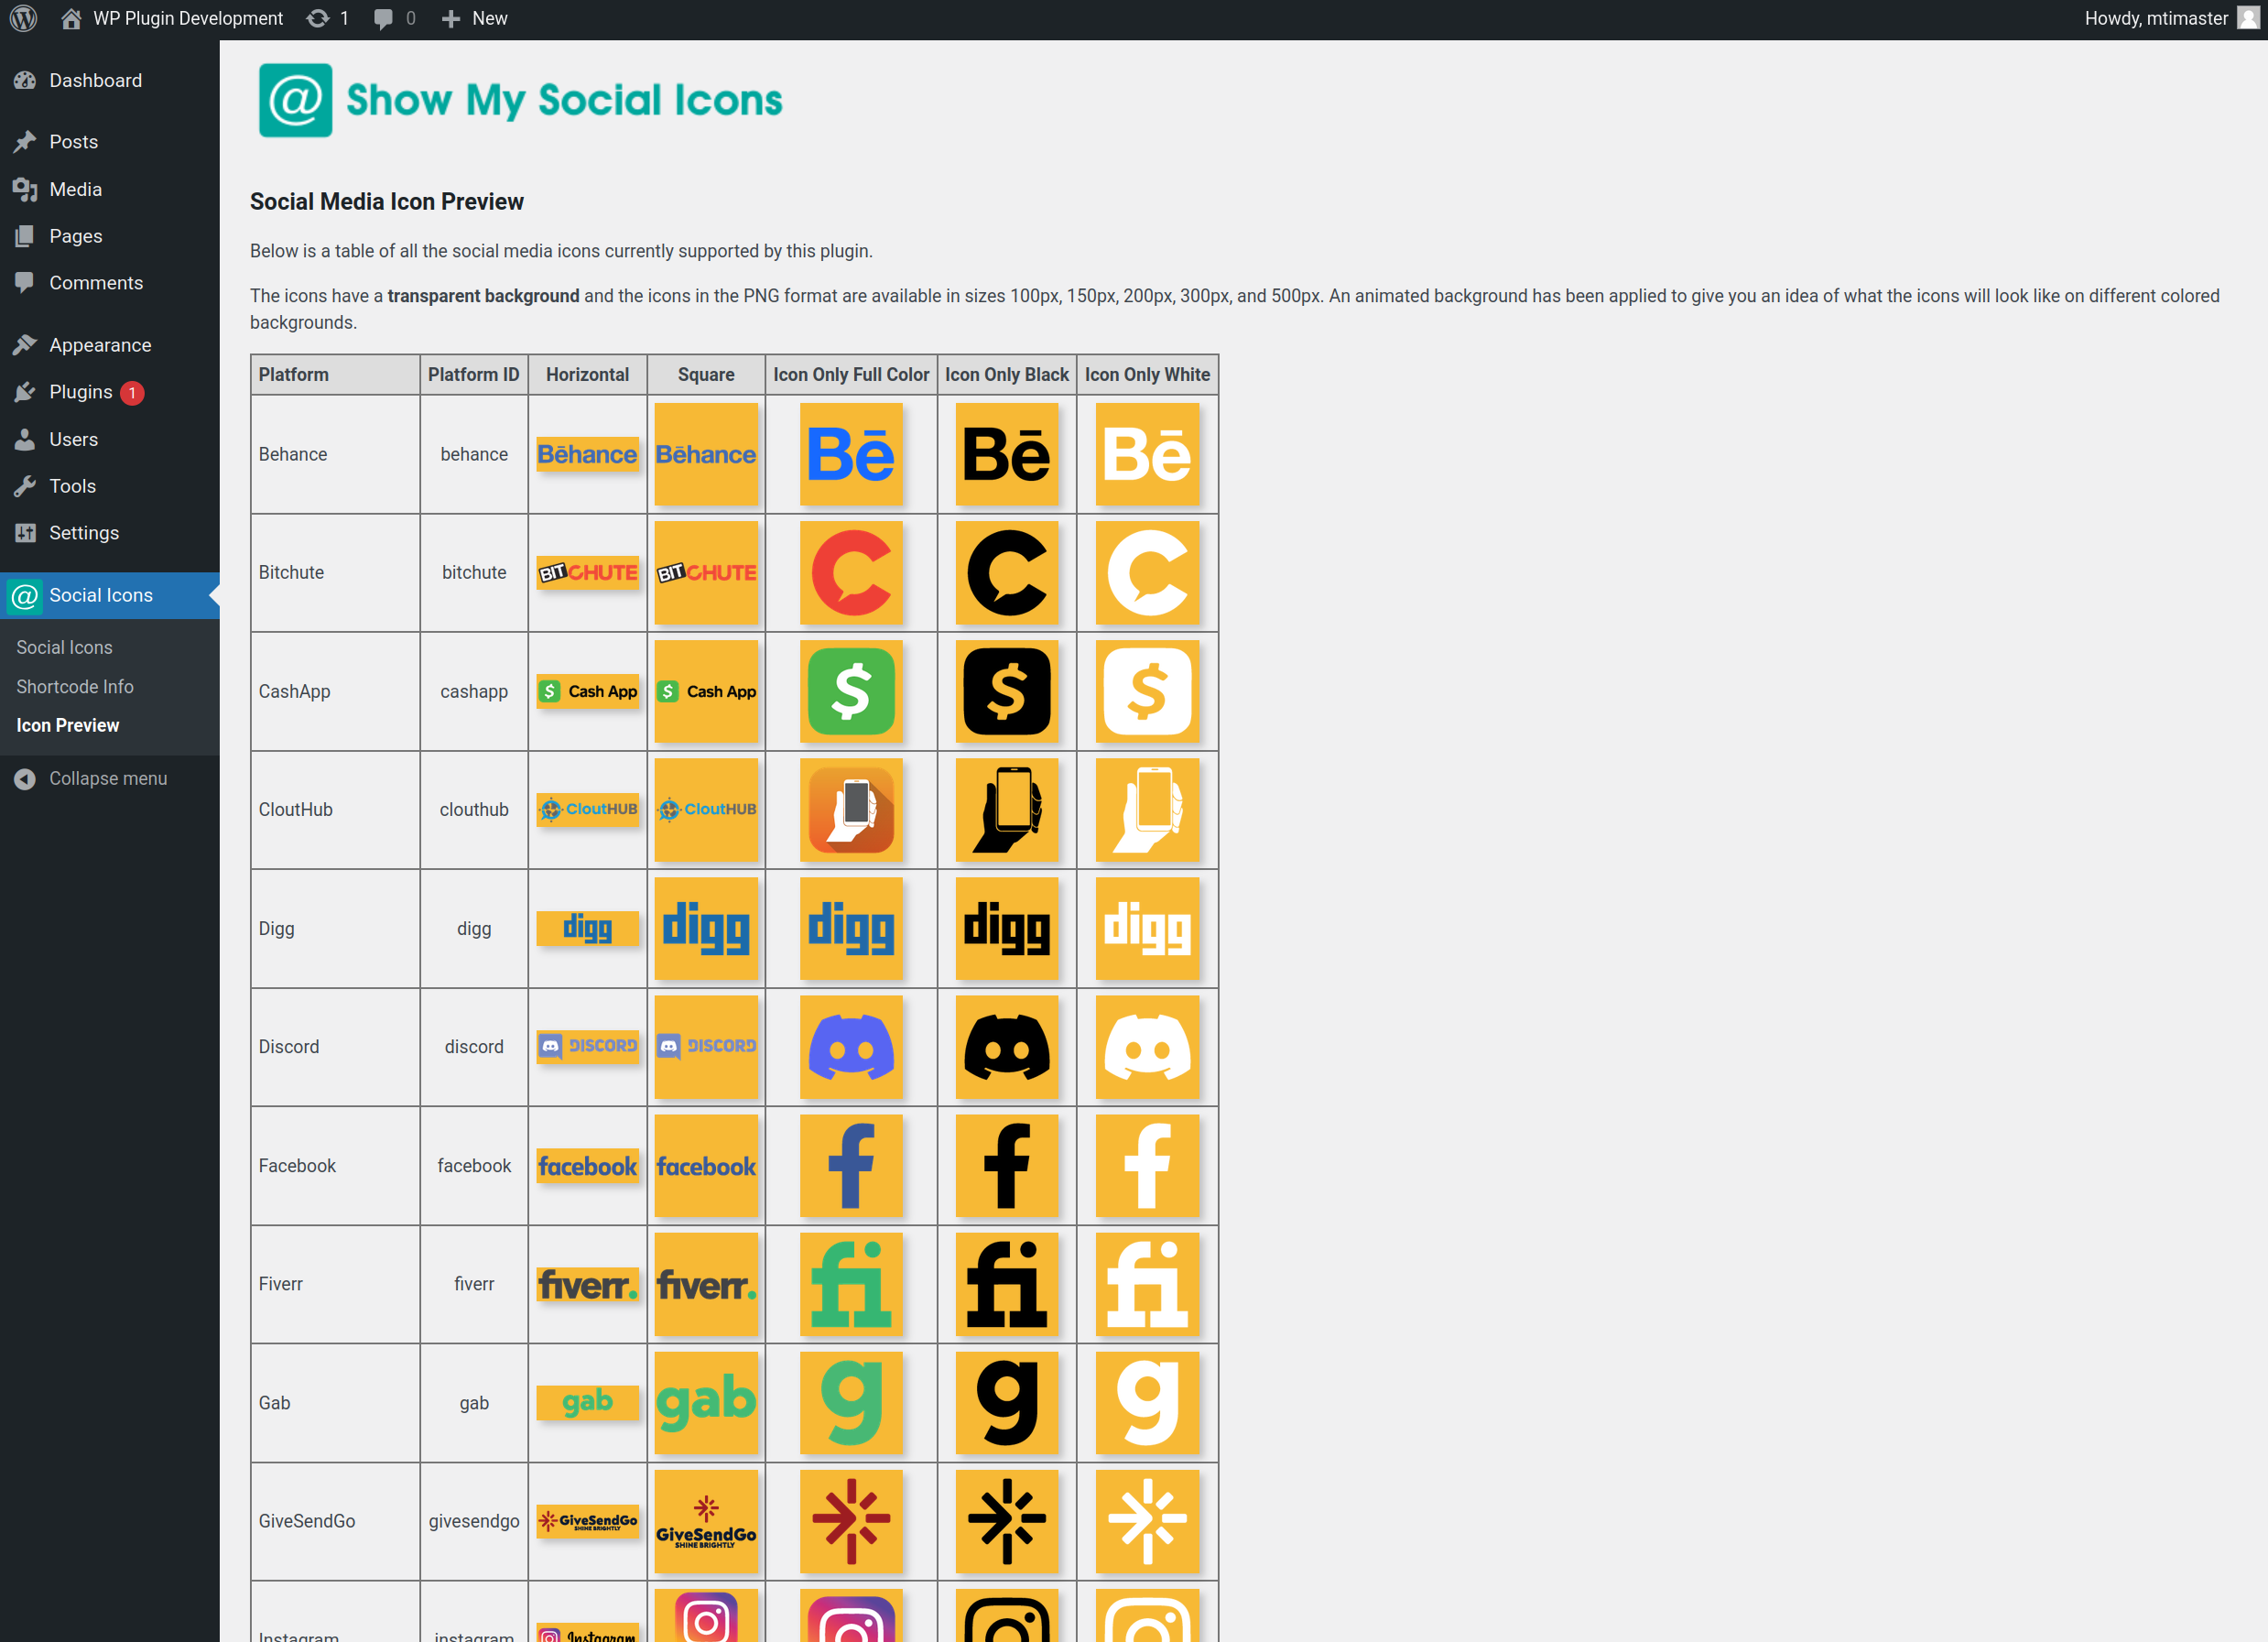 WP Plugin Development 1 0 New Howdy, mtimaster
Dashboard
Posts
Media
Pages
Comments
Appearance
Plugins 1
Users
Tools
Settings
@ Social Icons
Social Icons
Shortcode Info
Icon Preview
Collapse menu
@ Show My Social Icons
Social Media Icon Preview
Below is a table of all the social media icons currently supported by this plugin.
The icons have a transparent background and the icons in the PNG format are available in sizes 100px, 150px, 200px, 300px, and 500px. An animated background has been applied to give you an idea of what the icons will look like on different colored
backgrounds.
Platform Platform ID Horizontal Square Icon Only Full Color Icon Only Black Icon Only White
Behance behance Bēhance Bēhance Bē Bē Bē
Bitchute bitchute BITCHUTE BITCHUTE C C C
CashApp cashapp $ Cash App $ Cash App $ $ $
CloutHub clouthub CloutHUB CloutHUB
Digg digg digg digg digg digg digg
Discord discord DISCORD DISCORD
Facebook facebook facebook facebook f f f
Fiverr fiverr fiverr. fiverr. fi fi fi
Gab gab gab gab g g g
GiveSendGo givesendgo GiveSendGo SHINE BRIGHTLY GiveSendGo SHINE BRIGHTLY
Instagram instagram Instagram